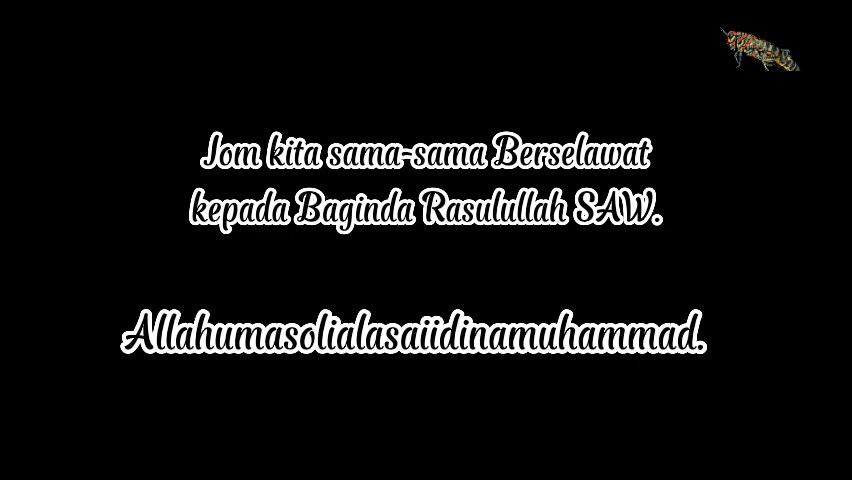 Jom kita sama-sama Berselawat
kepada Baginda Rasulullah SAW.
Allahumasolialasaiidinamuhammad.